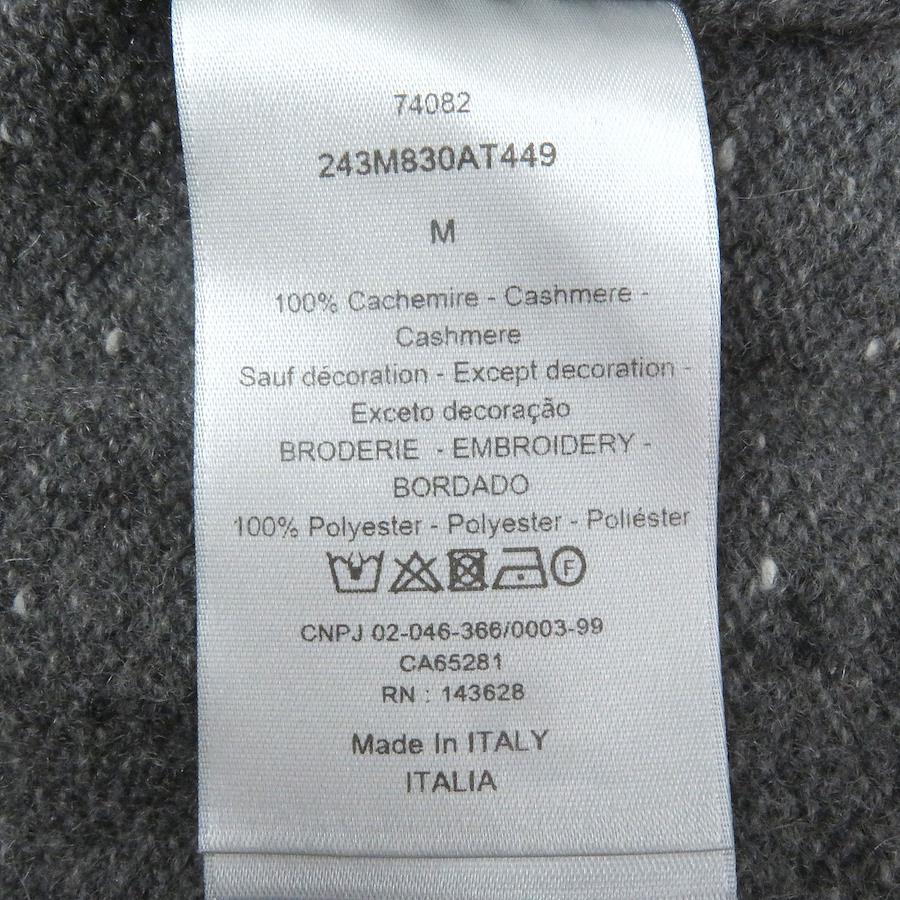 74082
243M830AT449
M
100% Cachemire - Cashmere -
Cashmere
Sauf décoration - Except decoration -
Exceto decoração
BRODERIE - EMBROIDERY -
BORDADO
100% Polyester - Polyester - Poliéster
F
CNPJ 02-046-366/0003-99
CA65281
RN : 143628
Made In ITALY
ITALIA